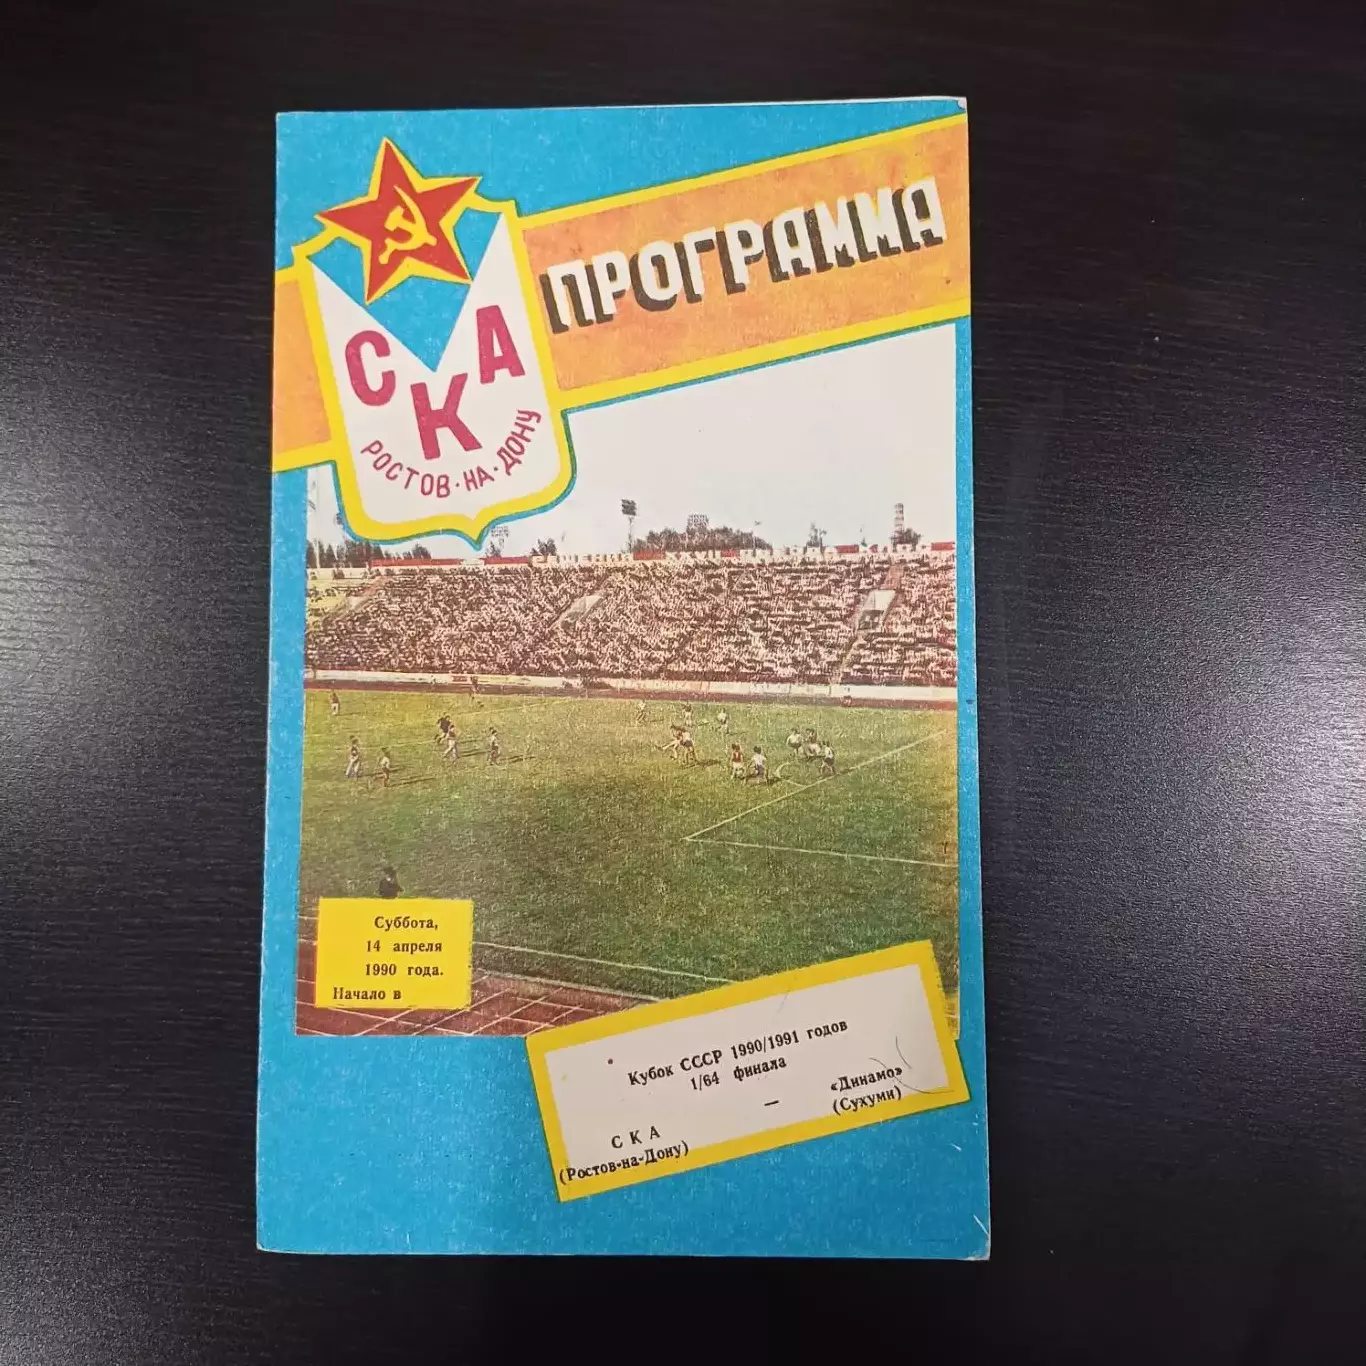 ПРОГРАММА
СКА
РОСТОВ·НА·ДОНУ
Суббота,
14 апреля
1990 года.
Начало в
Кубок СССР 1990/1991 годов
1/64 финала
С К А
(Ростов-на-Дону)
—
«Динамо»
(Сухуми)